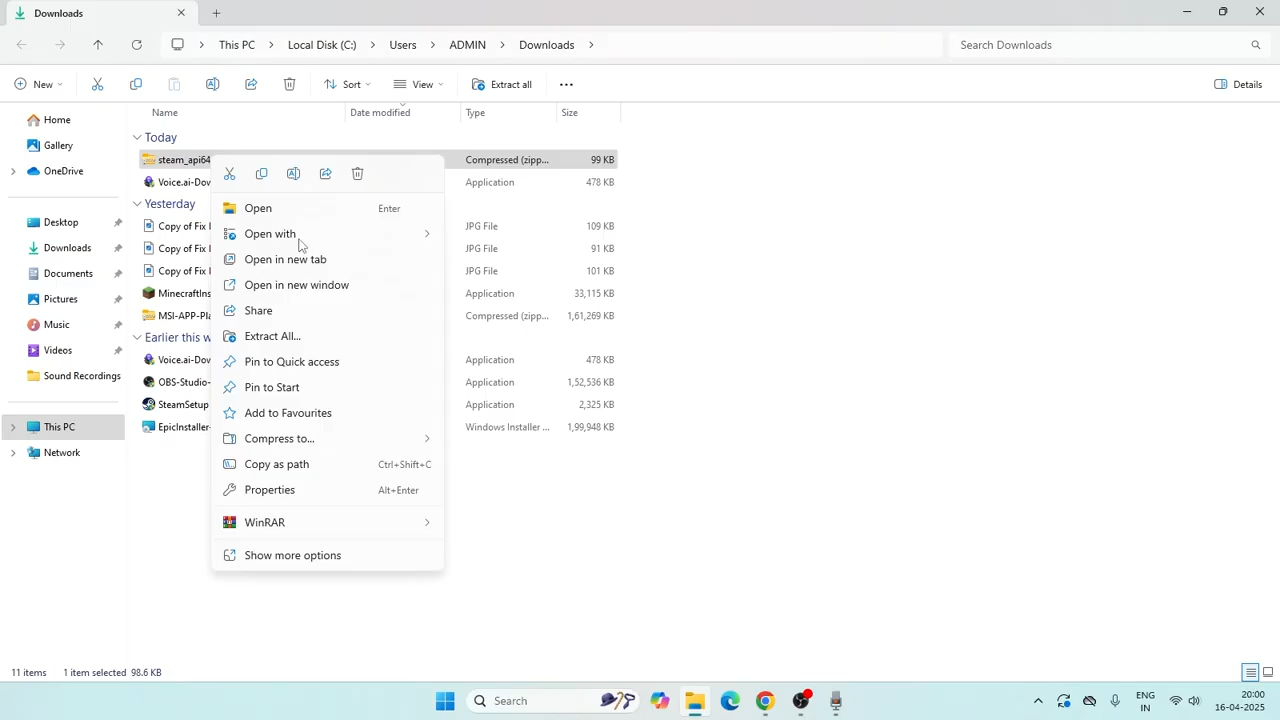 Downloads
This PC > Local Disk (C:) > Users > ADMIN > Downloads >
Search Downloads
New
Sort
View
Extract all
Details
Name
Date modified
Type
Size
Home
Gallery
OneDrive
Desktop
Downloads
Documents
Pictures
Music
Videos
Sound Recordings
This PC
Network
Today
steam_api64 Compressed (zipp... 99 KB
Voice.ai-Dow Application 478 KB
Yesterday
Copy of Fix JPG File 109 KB
Copy of Fix JPG File 91 KB
Copy of Fix JPG File 101 KB
MinecraftIns Application 33,115 KB
MSI-APP-Pla Compressed (zipp... 1,61,269 KB
Earlier this w
Voice.ai-Dow Application 478 KB
OBS-Studio- Application 1,52,536 KB
SteamSetup Application 2,325 KB
EpicInstaller- Windows Installer ... 1,99,948 KB
Open Enter
Open with
Open in new tab
Open in new window
Share
Extract All...
Pin to Quick access
Pin to Start
Add to Favourites
Compress to...
Copy as path Ctrl+Shift+C
Properties Alt+Enter
WinRAR
Show more options
11 items 1 item selected 98.6 KB
Search
ENG
IN
20:00
16-04-2025